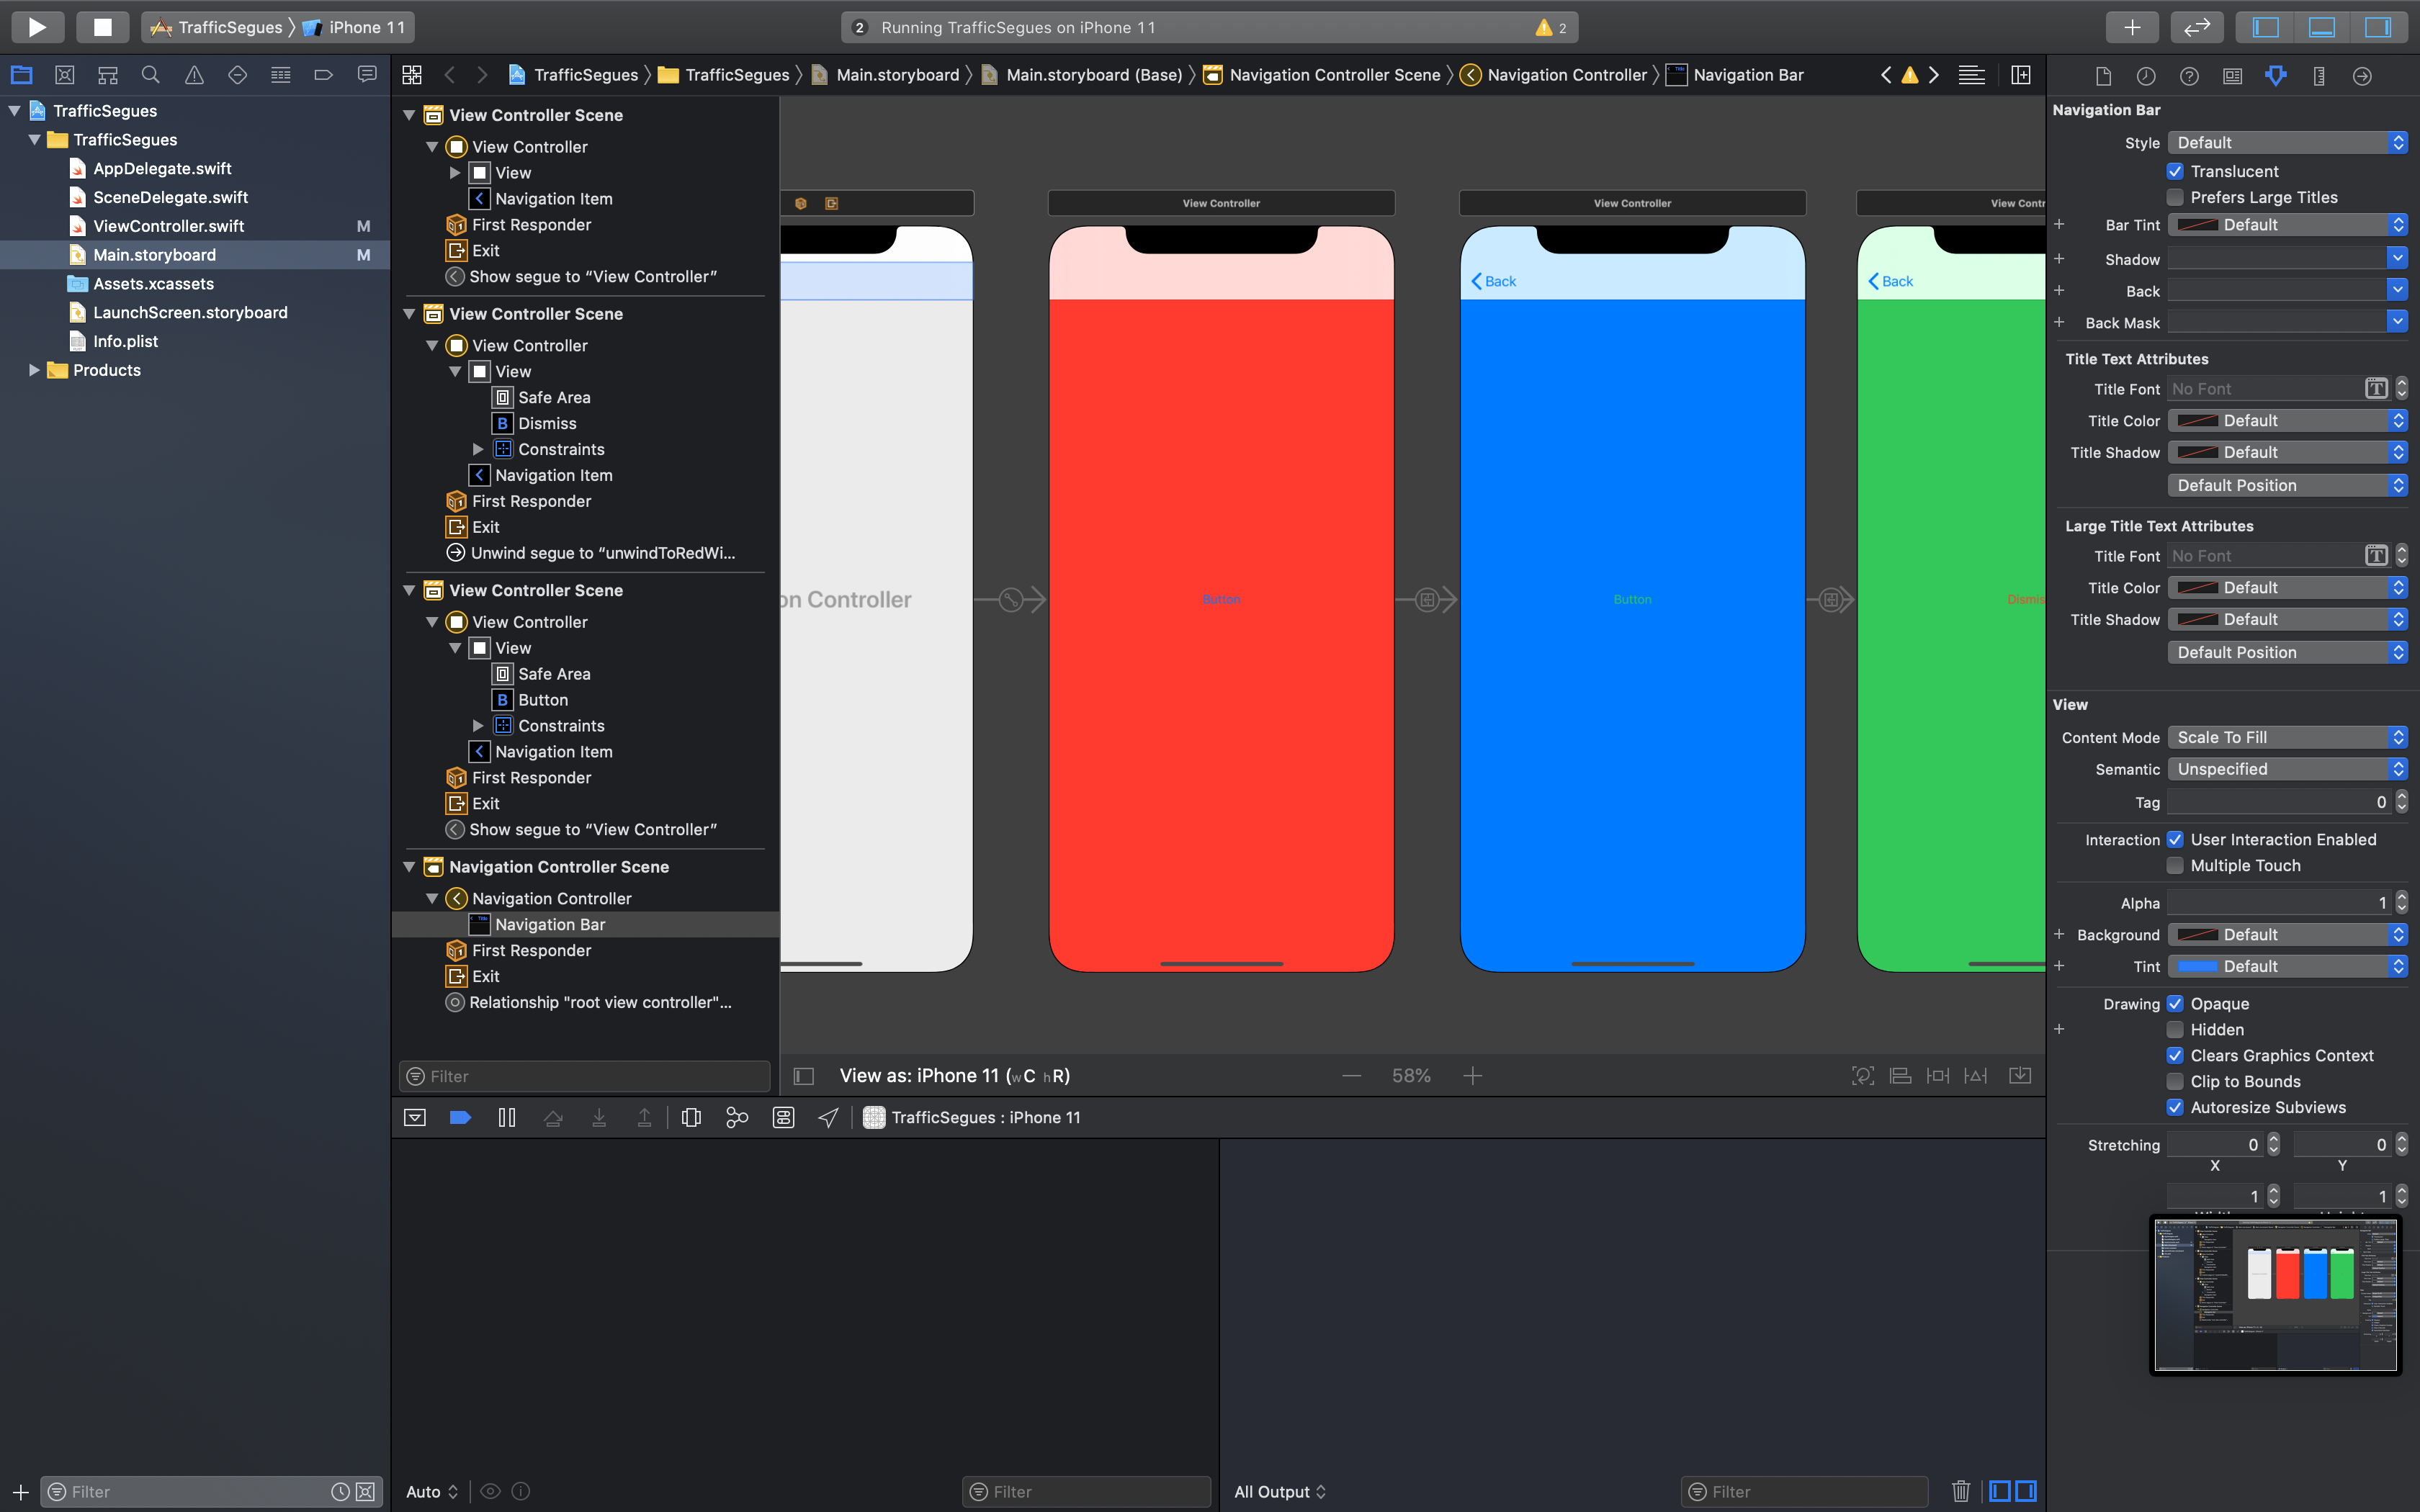 TrafficSegues
iPhone 11
2
Running TrafficSegues on iPhone 11
2
TrafficSegues
TrafficSegues
Main.storyboard
Main.storyboard (Base)
Navigation Controller Scene
Navigation Controller
Navigation Bar
TrafficSegues
TrafficSegues
AppDelegate.swift
SceneDelegate.swift
ViewController.swift M
Main.storyboard M
Assets.xcassets
LaunchScreen.storyboard
Info.plist
Products
Filter
View Controller Scene
View Controller
View
Navigation Item
First Responder
Exit
Show segue to “View Controller”
View Controller Scene
View Controller
View
Safe Area
B Dismiss
Constraints
Navigation Item
First Responder
Exit
Unwind segue to “unwindToRedWi...
View Controller Scene
View Controller
View
Safe Area
B Button
Constraints
Navigation Item
First Responder
Exit
Show segue to “View Controller”
Navigation Controller Scene
Navigation Controller
Navigation Bar
First Responder
Exit
Relationship "root view controller"...
Filter
on Controller
View Controller
Button
View Controller
Back
Button
View Contr
Back
Dismis
View as: iPhone 11 (wC hR)
58%
TrafficSegues : iPhone 11
Auto
Filter
All Output
Filter
Navigation Bar
Style Default
Translucent
Prefers Large Titles
Bar Tint Default
Shadow
Back
Back Mask
Title Text Attributes
Title Font No Font T
Title Color Default
Title Shadow Default
Default Position
Large Title Text Attributes
Title Font No Font T
Title Color Default
Title Shadow Default
Default Position
View
Content Mode Scale To Fill
Semantic Unspecified
Tag 0
Interaction User Interaction Enabled
Multiple Touch
Alpha 1
Background Default
Tint Default
Drawing Opaque
Hidden
Clears Graphics Context
Clip to Bounds
Autoresize Subviews
Stretching 0 0
X Y
1 1